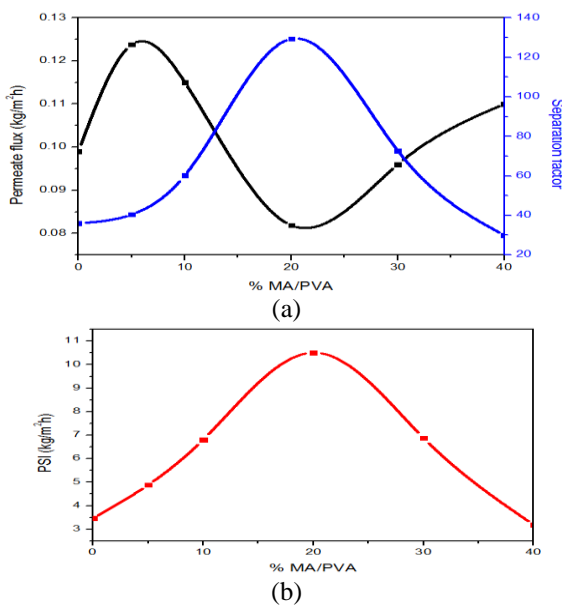 0.13
0.12
0.11
0.10
0.09
0.08
Permeate flux (kg/m²h)
140
120
100
80
60
40
20
Separation factor
0 10 20 30 40
% MA/PVA
(a)
11
10
9
8
7
6
5
4
3
PSI (kg/m²h)
0 10 20 30 40
% MA/PVA
(b)